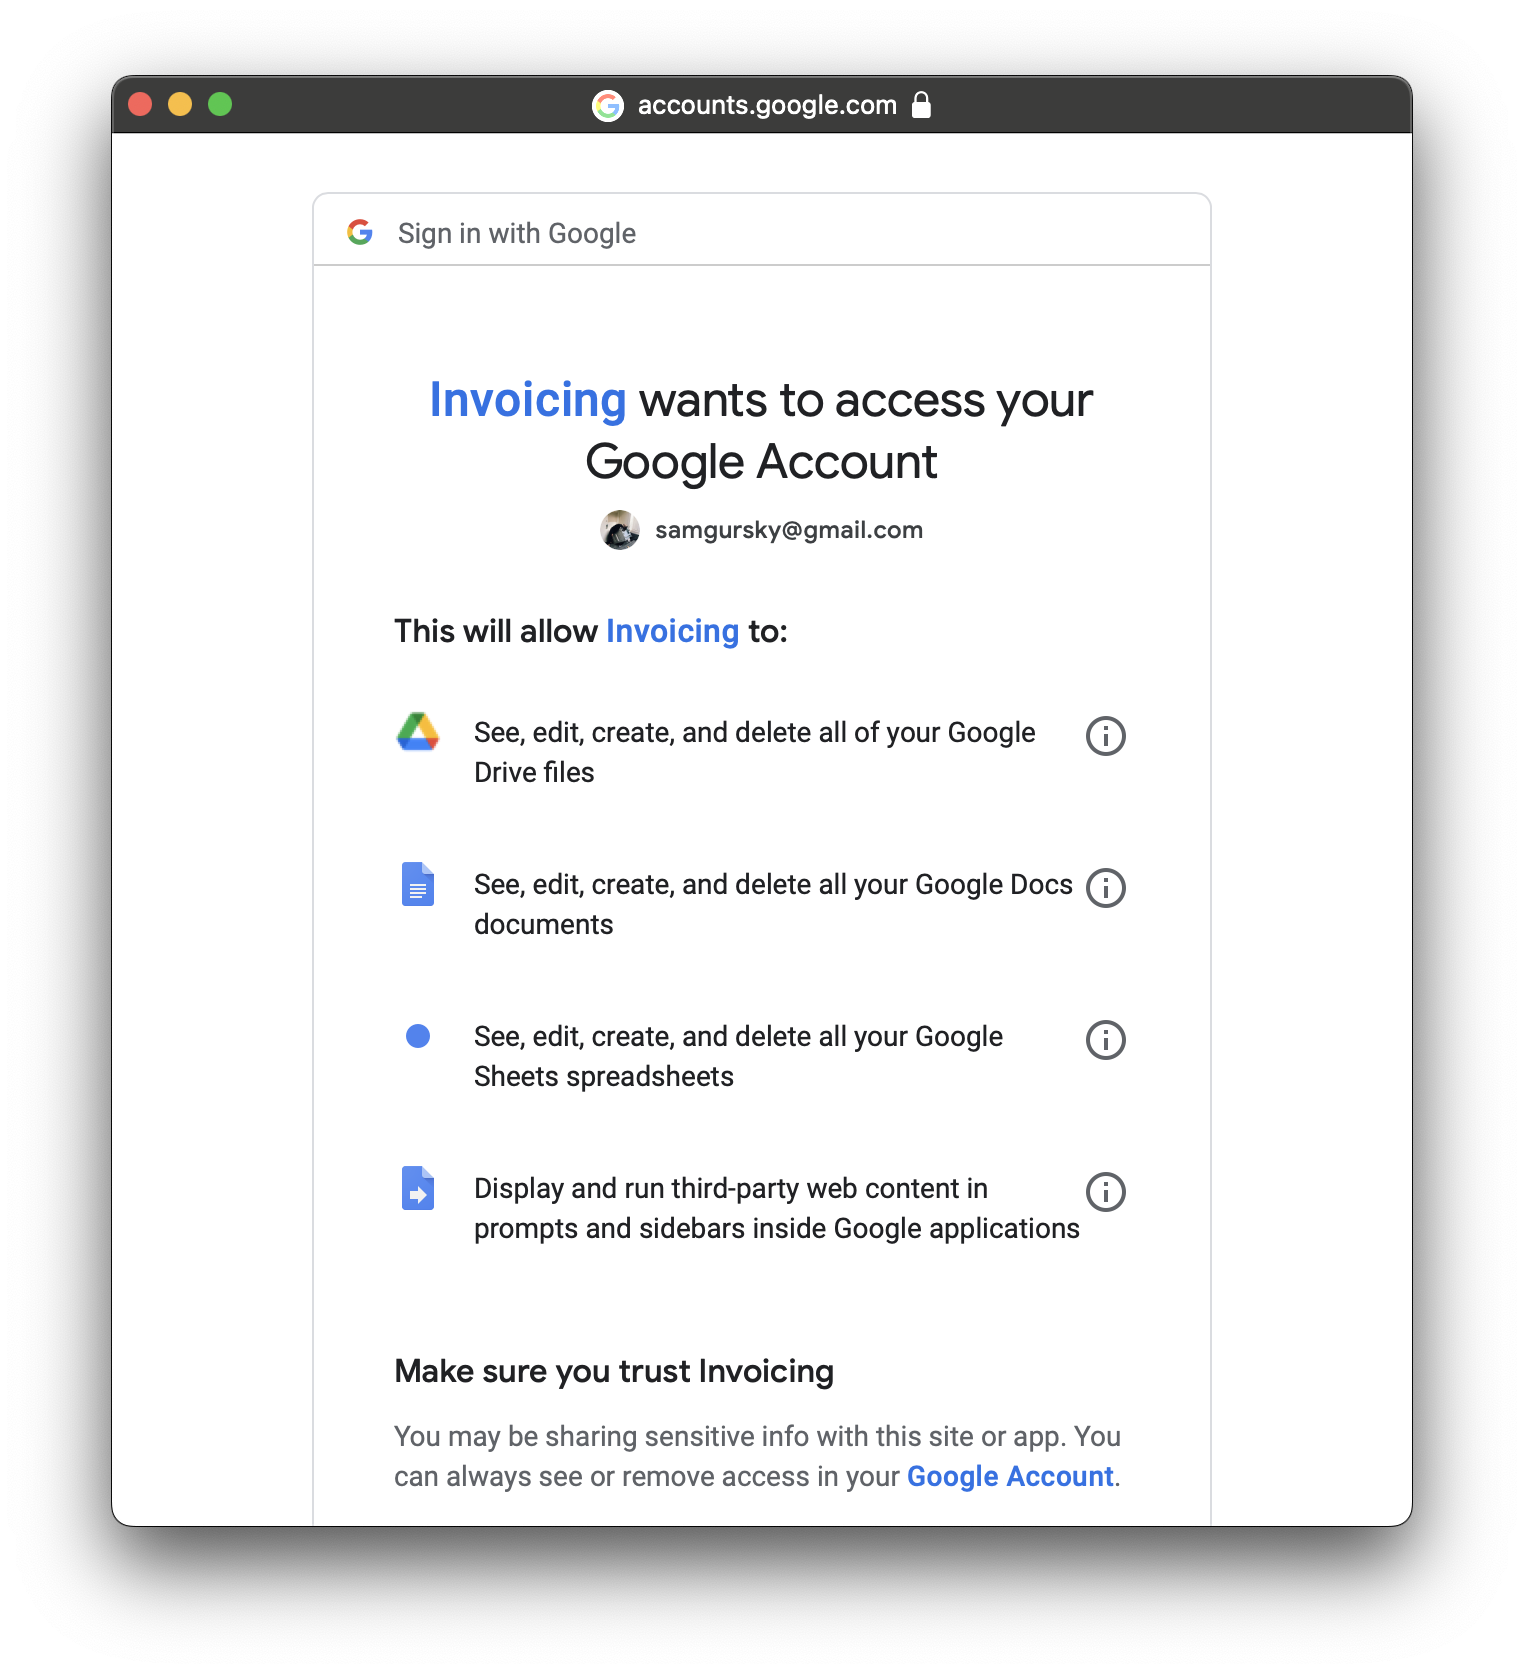 accounts.google.com
Sign in with Google
Invoicing wants to access your
Google Account
samgursky@gmail.com
This will allow Invoicing to:
See, edit, create, and delete all of your Google
Drive files
See, edit, create, and delete all your Google Docs
documents
See, edit, create, and delete all your Google
Sheets spreadsheets
Display and run third-party web content in
prompts and sidebars inside Google applications
Make sure you trust Invoicing
You may be sharing sensitive info with this site or app. You
can always see or remove access in your Google Account.